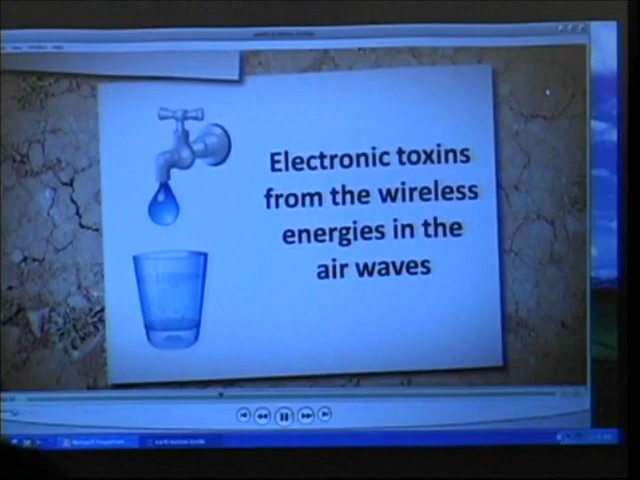 Electronic toxins
from the wireless
energies in the
air waves